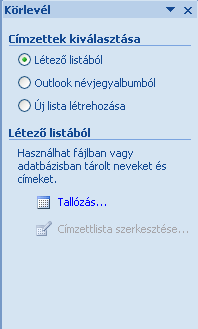 Körlevél
Címzettek kiválasztása
Létező listából
Outlook névjegyalbumból
Új lista létrehozása
Létező listából
Használhat fájlban vagy
adatbázisban tárolt neveket és
címeket.
Tallózás...
Címzettlista szerkesztése...